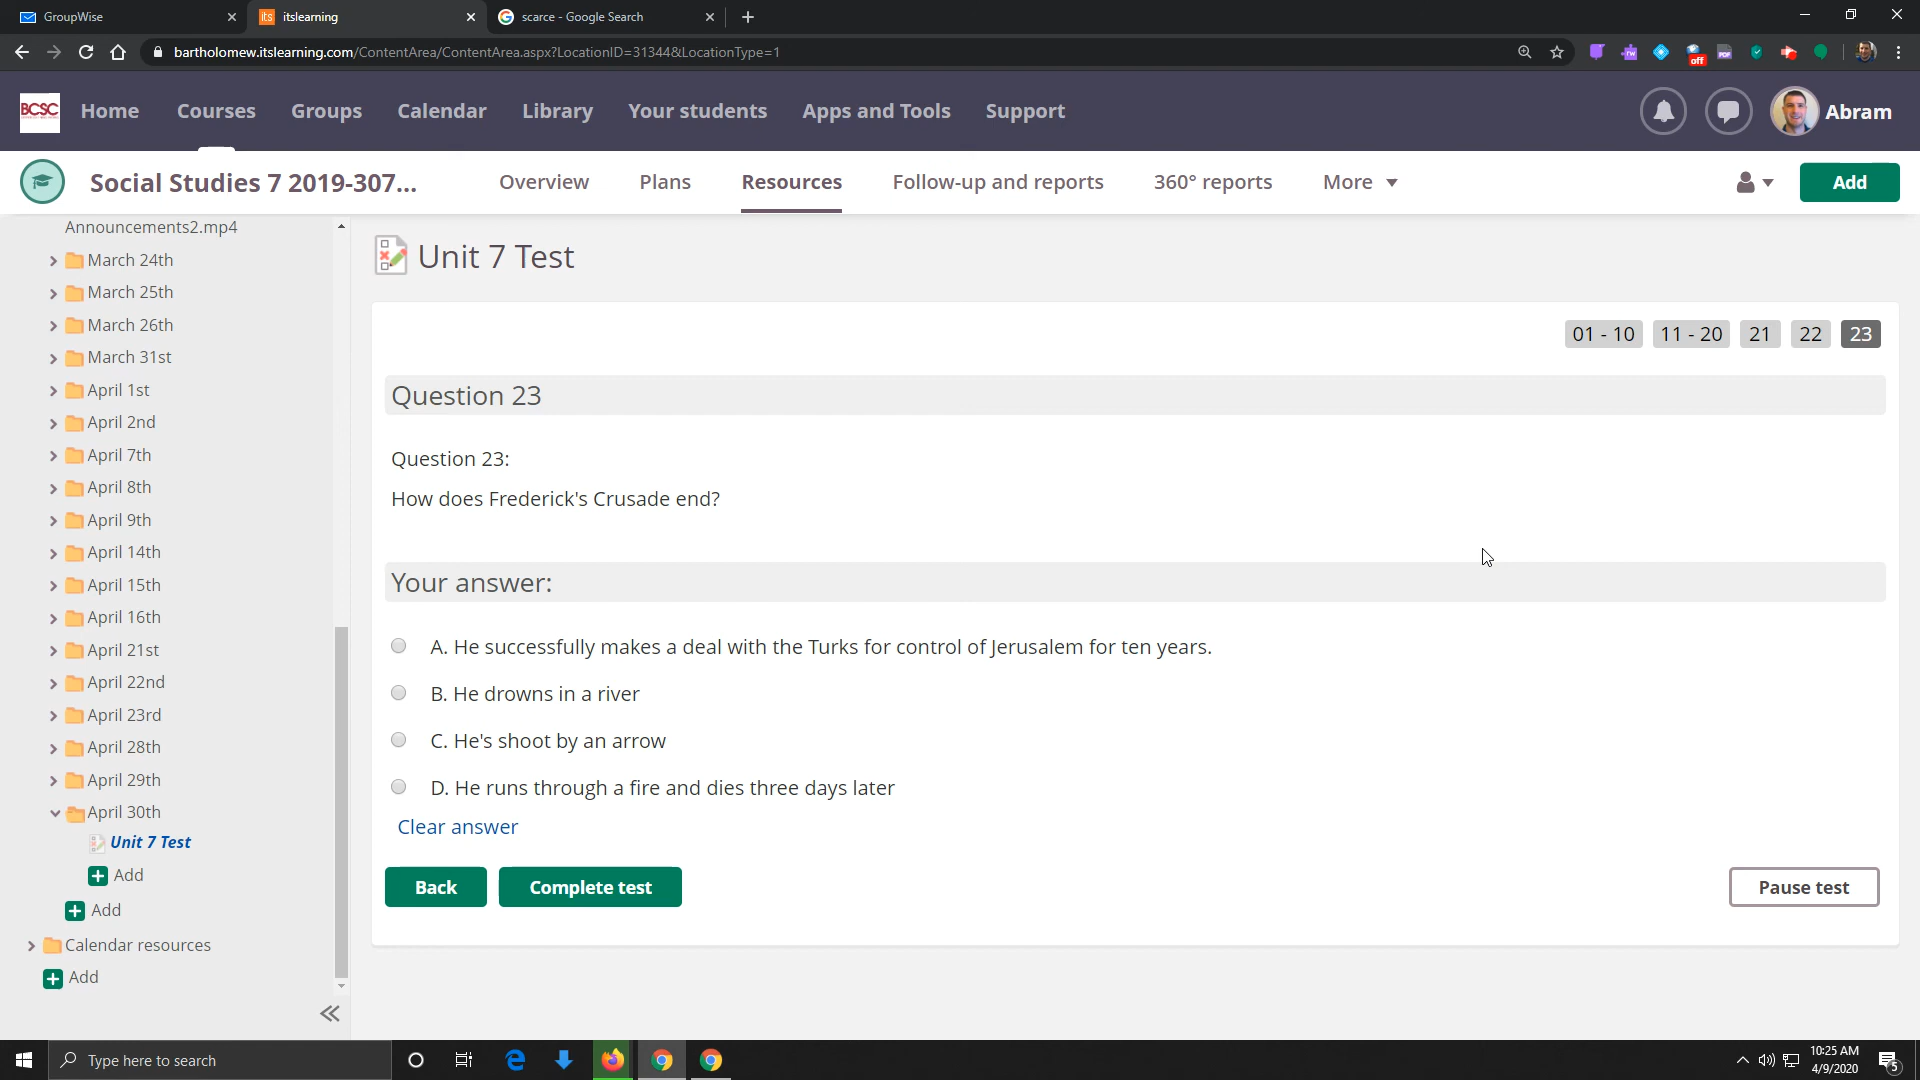 GroupWise
itslearning
scarce - Google Search
bartholomew.itslearning.com/ContentArea/ContentArea.aspx?LocationID=31344&LocationType=1
off
PDF
BCSC
Home
Courses
Groups
Calendar
Library
Your students
Apps and Tools
Support
Abram
Social Studies 7 2019-307...
Overview
Plans
Resources
Follow-up and reports
360° reports
More
Add
Announcements2.mp4
March 24th
March 25th
March 26th
March 31st
April 1st
April 2nd
April 7th
April 8th
April 9th
April 14th
April 15th
April 16th
April 21st
April 22nd
April 23rd
April 28th
April 29th
April 30th
Unit 7 Test
Add
Add
Calendar resources
Add
Unit 7 Test
01 - 10
11 - 20
21
22
23
Question 23
Question 23:
How does Frederick's Crusade end?
Your answer:
A. He successfully makes a deal with the Turks for control of Jerusalem for ten years.
B. He drowns in a river
C. He's shoot by an arrow
D. He runs through a fire and dies three days later
Clear answer
Back
Complete test
Pause test
Type here to search
10:25 AM
4/9/2020
5